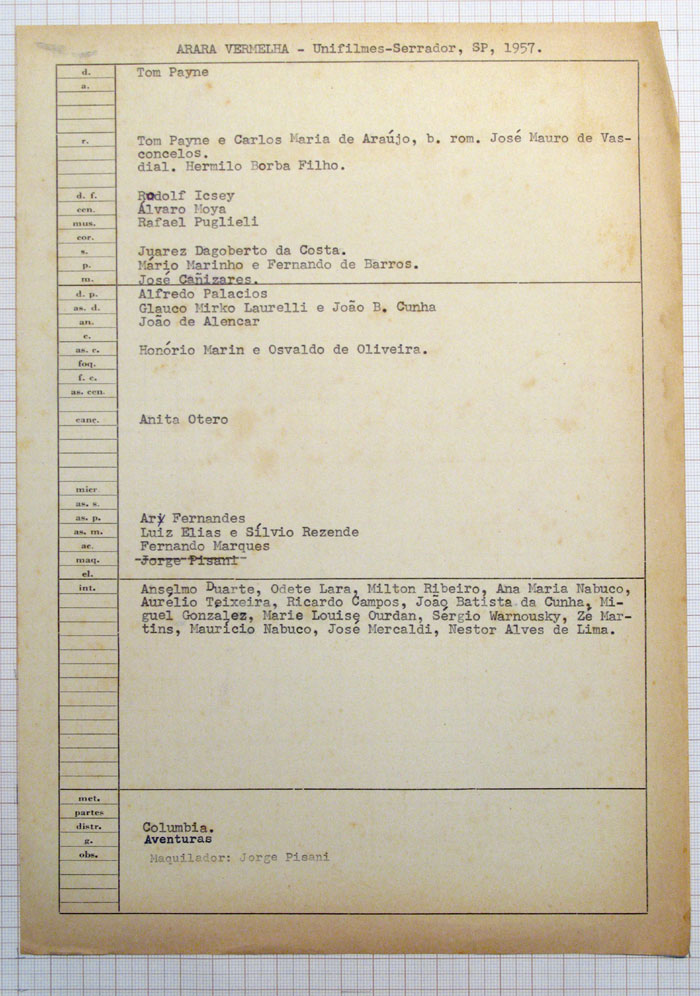 ARARA VERMELHA - Unifilmes-Serrador, SP, 1957.
d. Tom Payne
a.
r. Tom Payne e Carlos Maria de Araújo, b. rom. José Mauro de Vas-
concelos.
dial. Hermilo Borba Filho.
d. f. Rodolf Icsey
cen. Álvaro Moya
mus. Rafael Puglieli
cor.
s. Juarez Dagoberto da Costa.
p. Mário Marinho e Fernando de Barros.
m. José Cañizares.
d. p. Alfredo Palacios
as. d. Glauco Mirko Laurelli e João B. Cunha
an. João de Alencar
c.
as. c. Honório Marin e Osvaldo de Oliveira.
foq.
f. c.
as. cen.
canc. Anita Otero
micr.
as. s.
as. p. Ary Fernandes
as. m. Luiz Elias e Sílvio Rezende
ac. Fernando Marques
maq. Jorge Pisani
el.
int. Anselmo Duarte, Odete Lara, Milton Ribeiro, Ana Maria Nabuco,
Aurélio Teixeira, Ricardo Campos, João Batista da Cunha, Mi-
guel Gonzalez, Marie Louise Ourdan, Sérgio Warnousky, Zé Mar-
tins, Maurício Nabuco, José Mercaldi, Nestor Alves de Lima.
met.
partes
distr. Columbia.
g. Aventuras
obs. Maquilador: Jorge Pisani